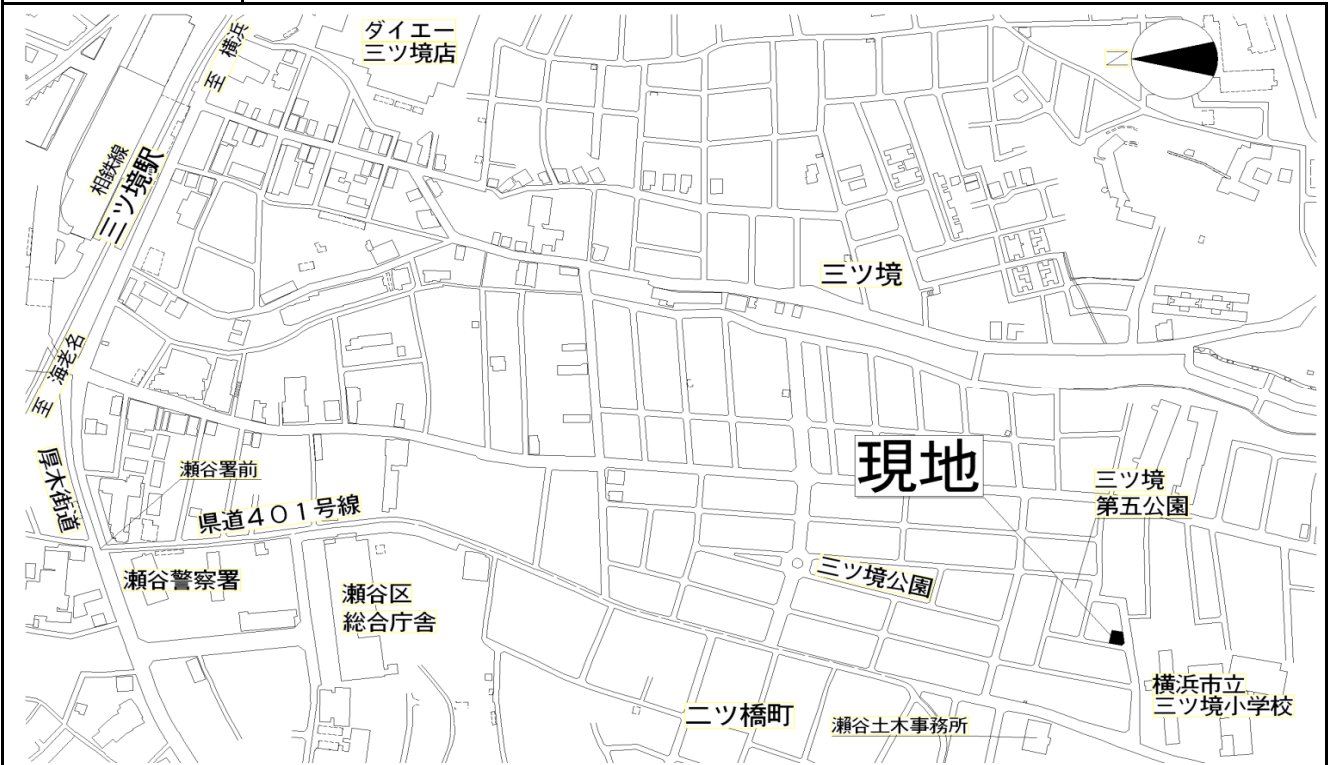 ダイエー
三ツ境店
至 横浜
N
相鉄線
三ツ境駅
三ツ境
至 海老名
厚木街道
瀬谷署前
県道401号線
現地
三ツ境
第五公園
瀬谷警察署
瀬谷区
総合庁舎
三ツ境公園
二ツ橋町
瀬谷土木事務所
横浜市立
三ツ境小学校